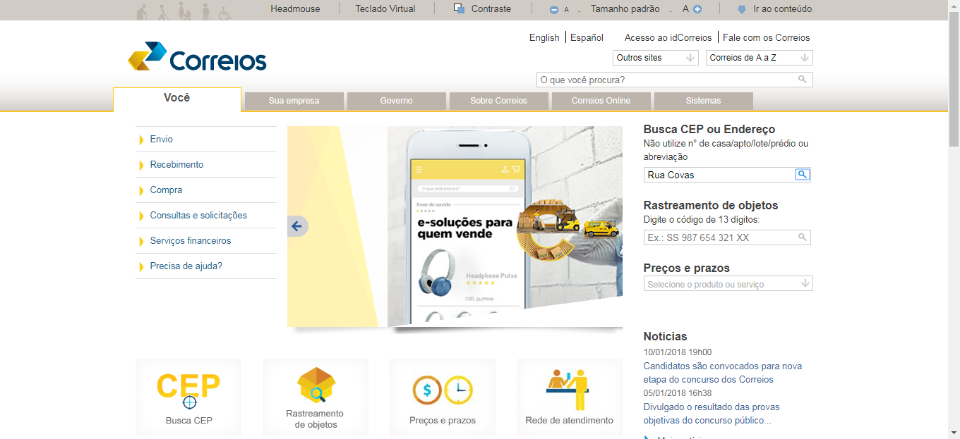 Headmouse
Teclado Virtual
Contraste
A . Tamanho padrão . A
Ir ao conteúdo
English Español
Acesso ao idCorreios Fale com os Correios
Correios
Outros sites
Correios de A a Z
O que você procura?
Você
Sua empresa
Governo
Sobre Correios
Correios Online
Sistemas
Envio
Recebimento
Compra
Consultas e solicitações
Serviços financeiros
Precisa de ajuda?
e-soluções para
quem vende
Headphone Pulse
Busca CEP ou Endereço
Não utilize n° de casa/apto/lote/prédio ou
abreviação
Rua Covas
Rastreamento de objetos
Digite o código de 13 dígitos:
Ex.: SS 987 654 321 XX
Preços e prazos
Selecione o produto ou serviço
Notícias
10/01/2018 19h00
Candidatos são convocados para nova
etapa do concurso dos Correios
05/01/2018 16h38
Divulgado o resultado das provas
objetivas do concurso público...
CEP
Busca CEP
Rastreamento
de objetos
$
Preços e prazos
Rede de atendimento